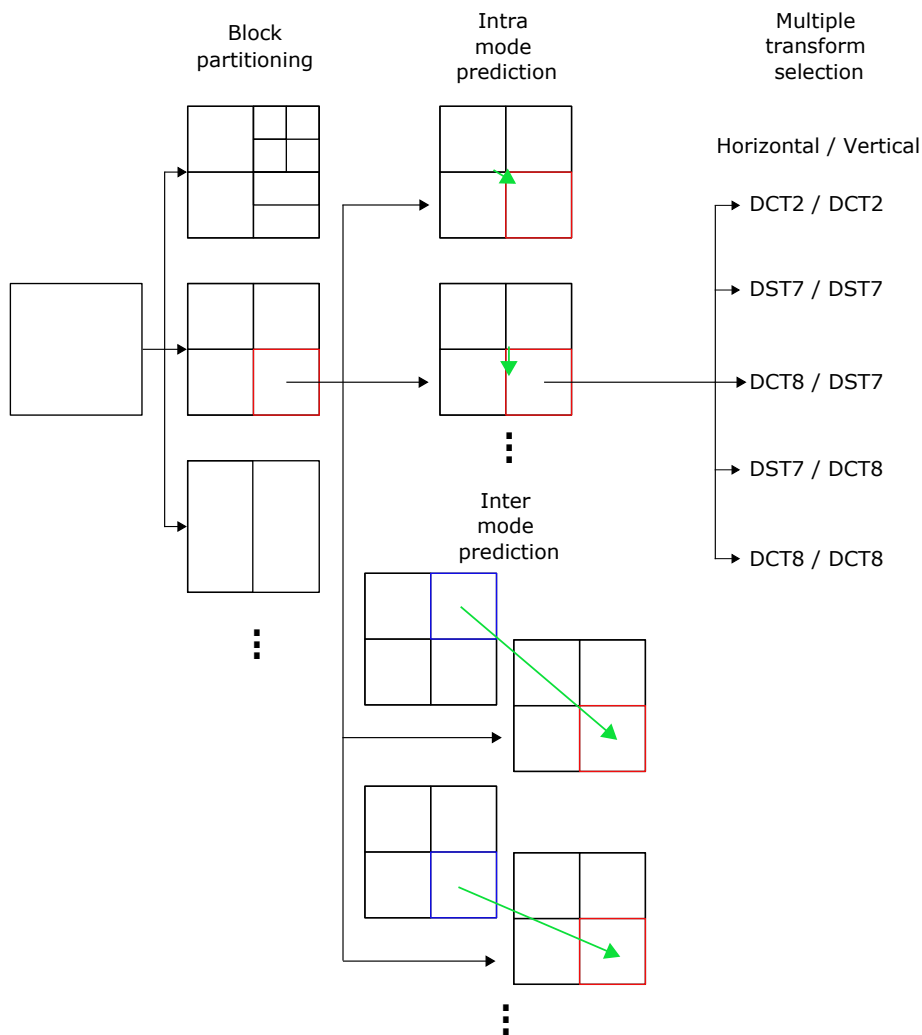 Block
partitioning
Intra
mode
prediction
Multiple
transform
selection
Horizontal / Vertical
DCT2 / DCT2
DST7 / DST7
DCT8 / DST7
DST7 / DCT8
DCT8 / DCT8
Inter
mode
prediction